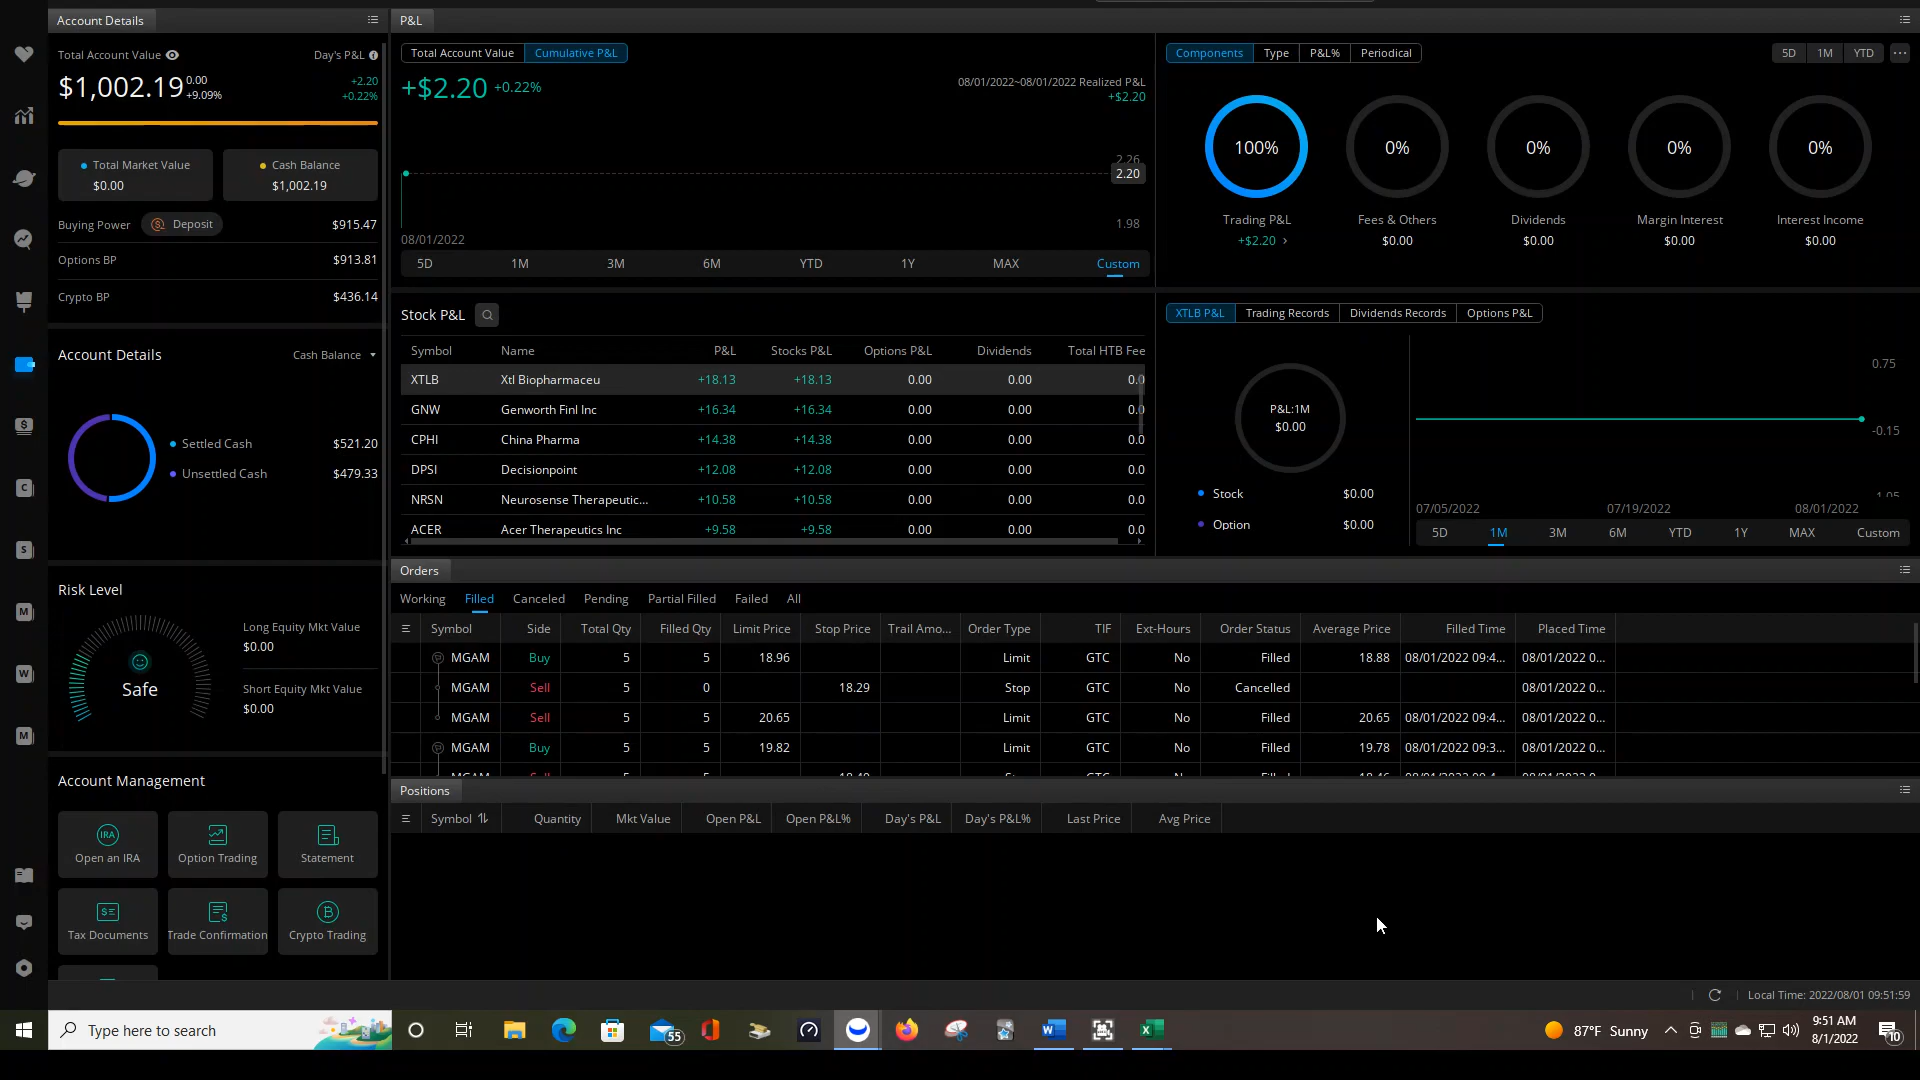 Account Details
Total Account Value Day's P&L
$1,002.19 0.00 +2.20
+9.09% +0.22%
Total Market Value Cash Balance
$0.00 $1,002.19
Buying Power Deposit $915.47
Options BP $913.81
Crypto BP $436.14
Account Details Cash Balance
Settled Cash $521.20
Unsettled Cash $479.33
Risk Level
Safe
Long Equity Mkt Value
$0.00
Short Equity Mkt Value
$0.00
Account Management
IRA
Open an IRA Option Trading Statement
Tax Documents Trade Confirmation Crypto Trading
P&L
Total Account Value Cumulative P&L
+$2.20 +0.22% 08/01/2022~08/01/2022 Realized P&L
+$2.20
2.26
2.20
1.98
08/01/2022
5D 1M 3M 6M YTD 1Y MAX Custom
Components Type P&L% Periodical 5D 1M YTD ...
100% 0% 0% 0% 0%
Trading P&L Fees & Others Dividends Margin Interest Interest Income
+$2.20 > $0.00 $0.00 $0.00 $0.00
Stock P&L
Symbol Name P&L Stocks P&L Options P&L Dividends Total HTB Fee
XTLB Xtl Biopharmaceu +18.13 +18.13 0.00 0.00 0.0
GNW Genworth Finl Inc +16.34 +16.34 0.00 0.00 0.0
CPHI China Pharma +14.38 +14.38 0.00 0.00 0.0
DPSI Decisionpoint +12.08 +12.08 0.00 0.00 0.0
NRSN Neurosense Therapeutic... +10.58 +10.58 0.00 0.00 0.0
ACER Acer Therapeutics Inc +9.58 +9.58 0.00 0.00 0.0
XTLB P&L Trading Records Dividends Records Options P&L
P&L:1M
$0.00
Stock $0.00
Option $0.00
0.75
-0.15
-1.05
07/05/2022 07/19/2022 08/01/2022
5D 1M 3M 6M YTD 1Y MAX Custom
Orders
Working Filled Canceled Pending Partial Filled Failed All
Symbol Side Total Qty Filled Qty Limit Price Stop Price Trail Amo... Order Type TIF Ext-Hours Order Status Average Price Filled Time Placed Time
MGAM Buy 5 5 18.96 Limit GTC No Filled 18.88 08/01/2022 09:4... 08/01/2022 0...
MGAM Sell 5 0 18.29 Stop GTC No Cancelled 08/01/2022 0...
MGAM Sell 5 5 20.65 Limit GTC No Filled 20.65 08/01/2022 09:4... 08/01/2022 0...
MGAM Buy 5 5 19.82 Limit GTC No Filled 19.78 08/01/2022 09:3... 08/01/2022 0...
Positions
Symbol Quantity Mkt Value Open P&L Open P&L% Day's P&L Day's P&L% Last Price Avg Price
Local Time: 2022/08/01 09:51:59
Type here to search 55 87°F Sunny 9:51 AM
8/1/2022 10